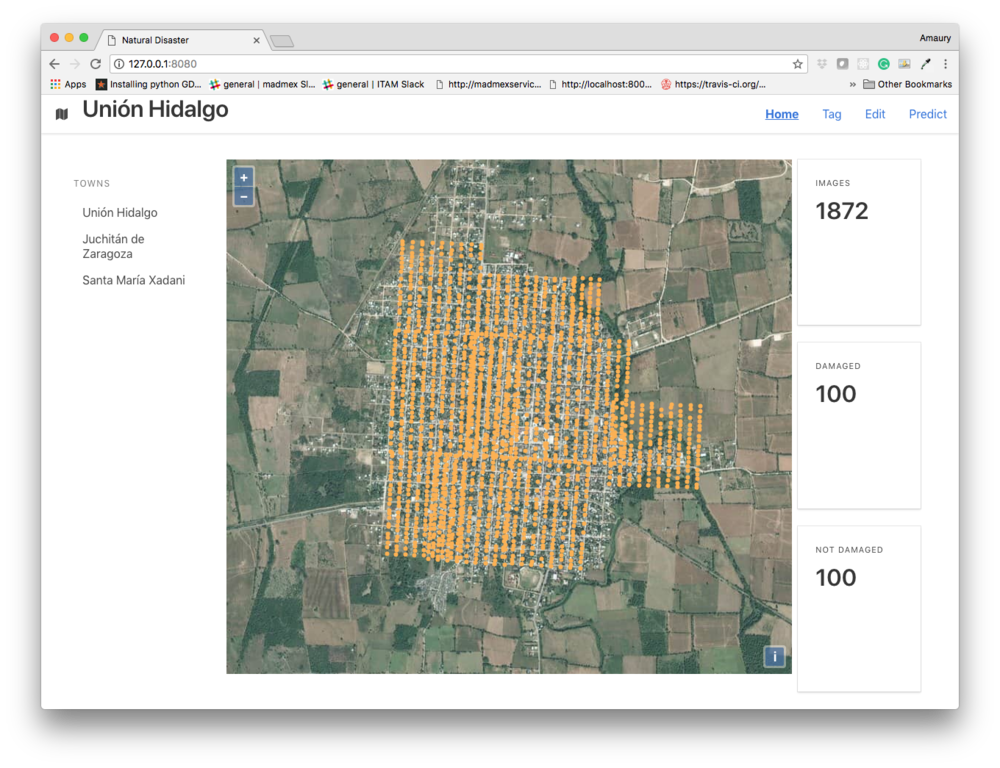 Natural Disaster
Amaury
127.0.0.1:8080
Apps
Installing python GD...
general | madmex Sl...
general | ITAM Slack
http://madmexservic...
http://localhost:800...
https://travis-ci.org/...
»
Other Bookmarks
Unión Hidalgo
Home
Tag
Edit
Predict
TOWNS
Unión Hidalgo
Juchitán de
Zaragoza
Santa María Xadani
+
−
i
IMAGES
1872
DAMAGED
100
NOT DAMAGED
100